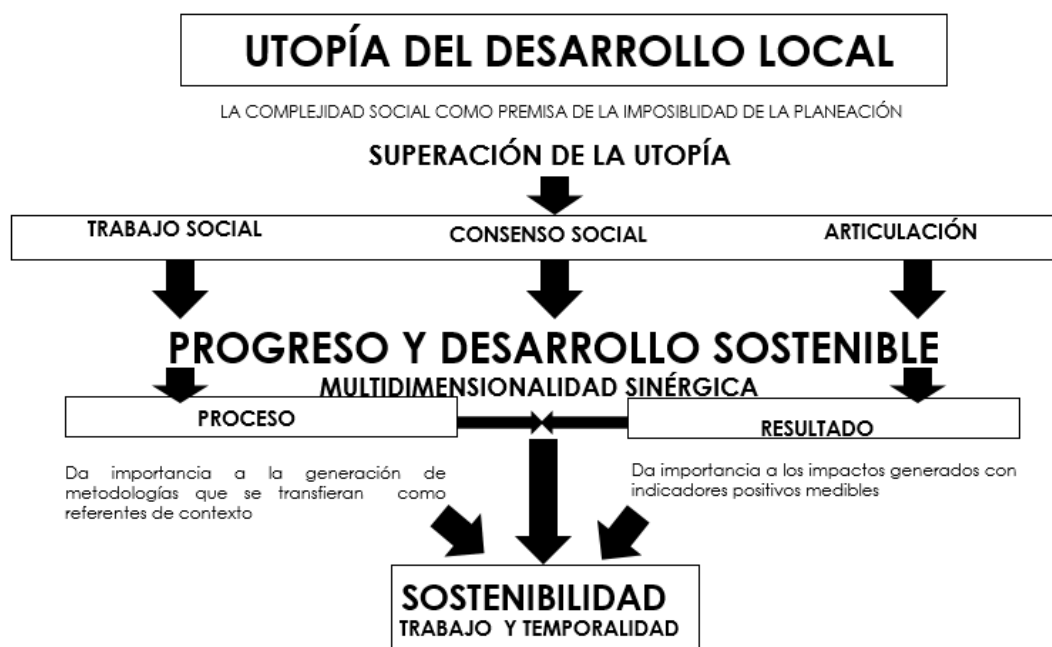 UTOPÍA DEL DESARROLLO LOCAL
LA COMPLEJIDAD SOCIAL COMO PREMISA DE LA IMPOSIBLIDAD DE LA PLANEACIÓN
SUPERACIÓN DE LA UTOPÍA
TRABAJO SOCIAL
CONSENSO SOCIAL
ARTICULACIÓN
PROGRESO Y DESARROLLO SOSTENIBLE
MULTIDIMENSIONALIDAD SINÉRGICA
PROCESO
RESULTADO
Da importancia a la generación de
metodologías que se transfieran como
referentes de contexto
Da importancia a los impactos generados con
indicadores positivos medibles
SOSTENIBILIDAD
TRABAJO Y TEMPORALIDAD